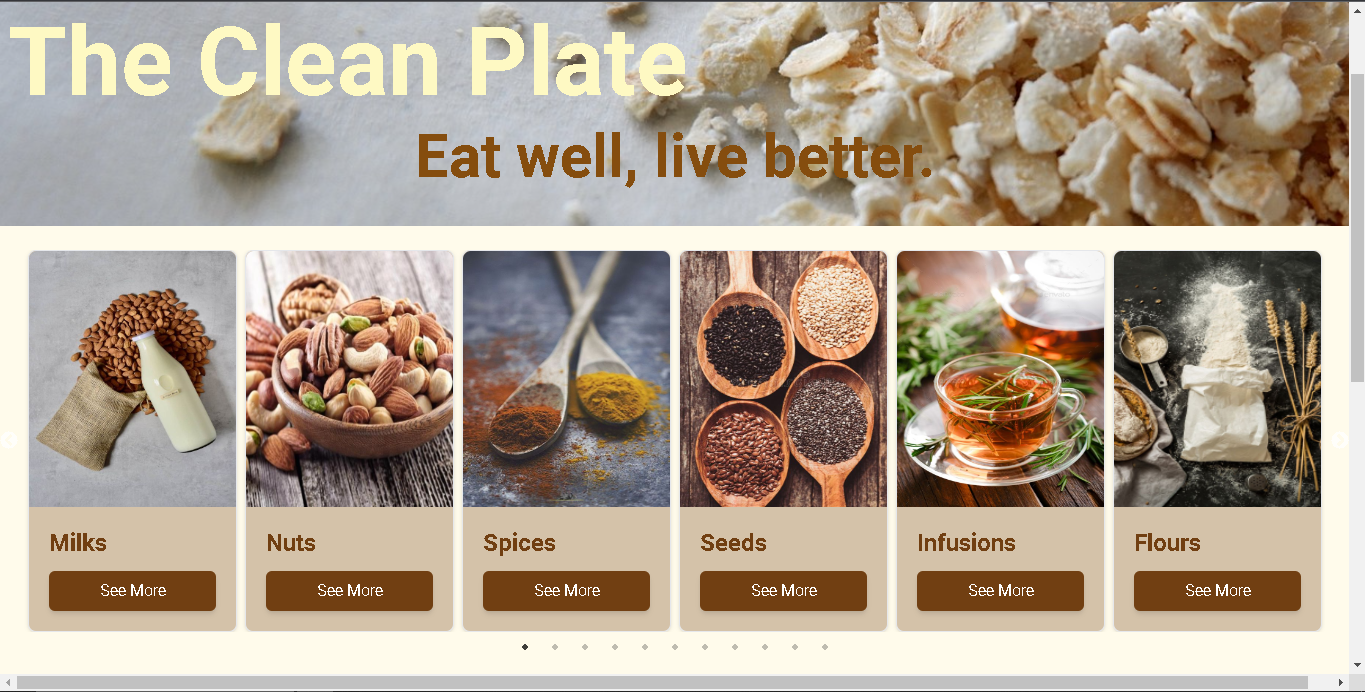 The Clean Plate
Eat well, live better.
Milks
Nuts
Spices
Seeds
Infusions
Flours
See More
See More
See More
See More
See More
See More